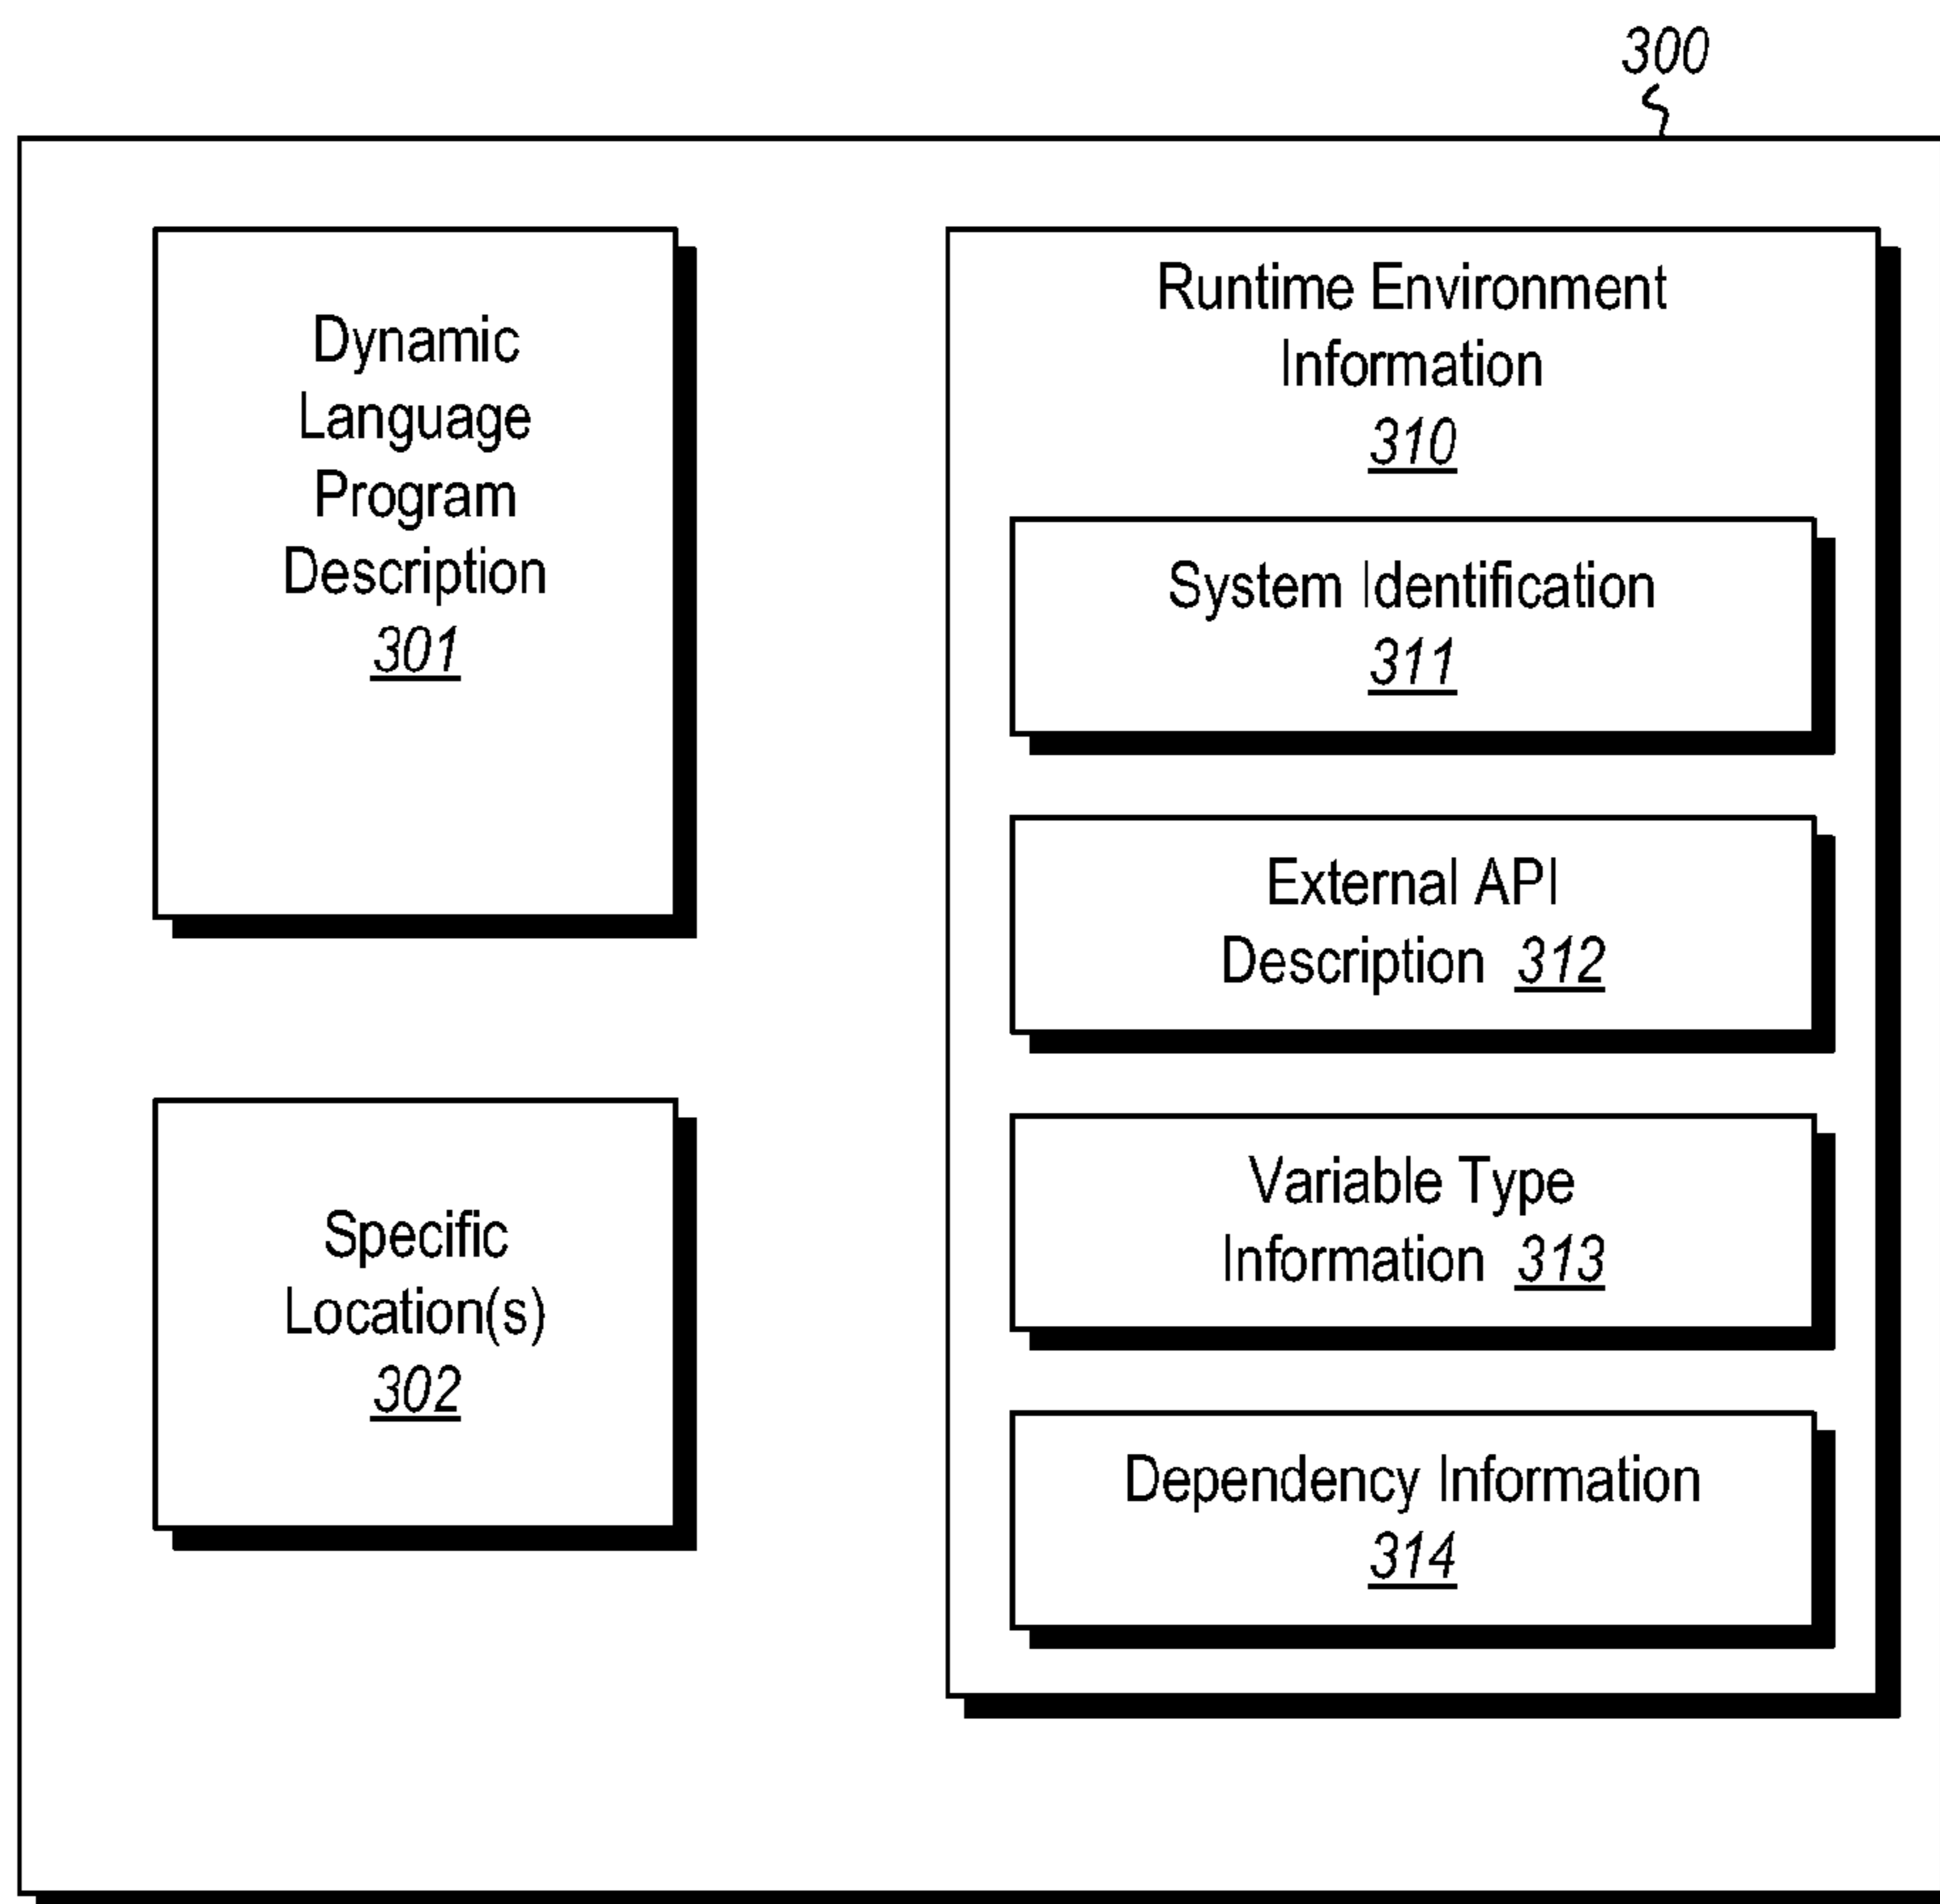 300
Dynamic
Language
Program
Description
301
Specific
Location(s)
302
Runtime Environment
Information
310
System Identification
311
External API
Description 312
Variable Type
Information 313
Dependency Information
314